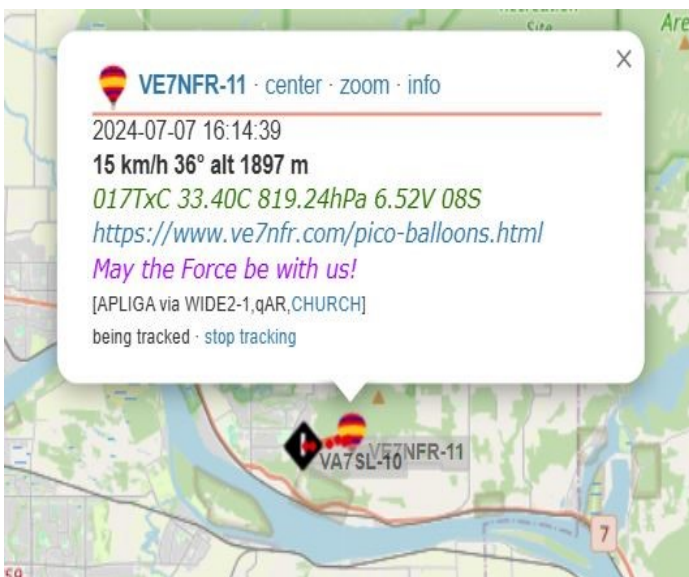 Site
Are
VE7NFR-11 · center · zoom · info
2024-07-07 16:14:39
15 km/h 36° alt 1897 m
017TxC 33.40C 819.24hPa 6.52V 08S
https://www.ve7nfr.com/pico-balloons.html
May the Force be with us!
[APLIGA via WIDE2-1,qAR,CHURCH]
being tracked · stop tracking
VE7NFR-11
VA7SL-10
7